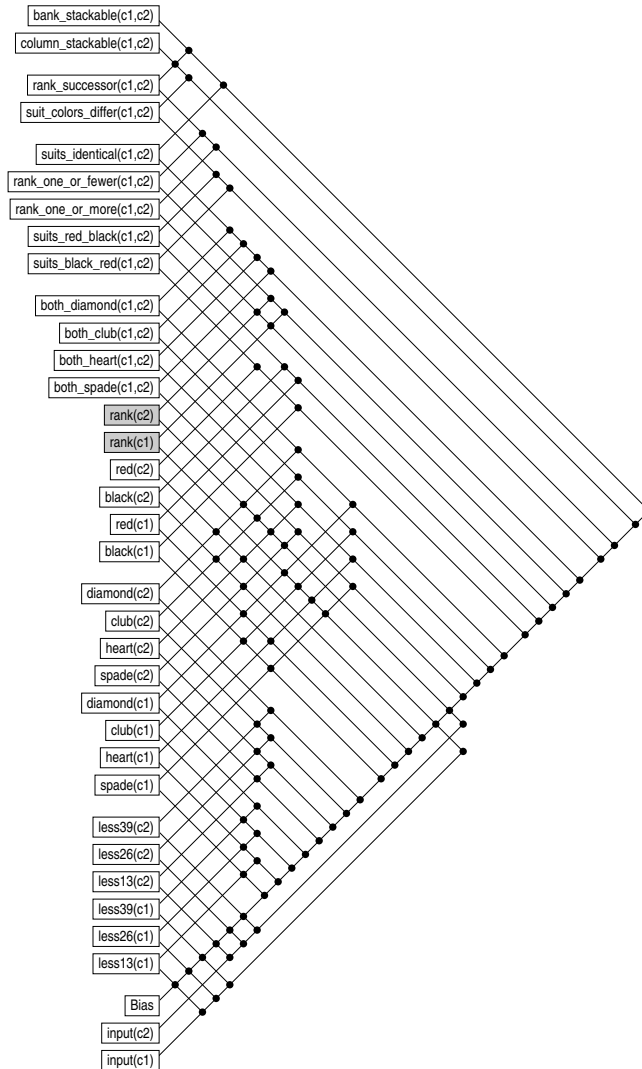 bank_stackable(c1,c2)
column_stackable(c1,c2)
rank_successor(c1,c2)
suit_colors_differ(c1,c2)
suits_identical(c1,c2)
rank_one_or_fewer(c1,c2)
rank_one_or_more(c1,c2)
suits_red_black(c1,c2)
suits_black_red(c1,c2)
both_diamond(c1,c2)
both_club(c1,c2)
both_heart(c1,c2)
both_spade(c1,c2)
rank(c2)
rank(c1)
red(c2)
black(c2)
red(c1)
black(c1)
diamond(c2)
club(c2)
heart(c2)
spade(c2)
diamond(c1)
club(c1)
heart(c1)
spade(c1)
less39(c2)
less26(c2)
less13(c2)
less39(c1)
less26(c1)
less13(c1)
Bias
input(c2)
input(c1)